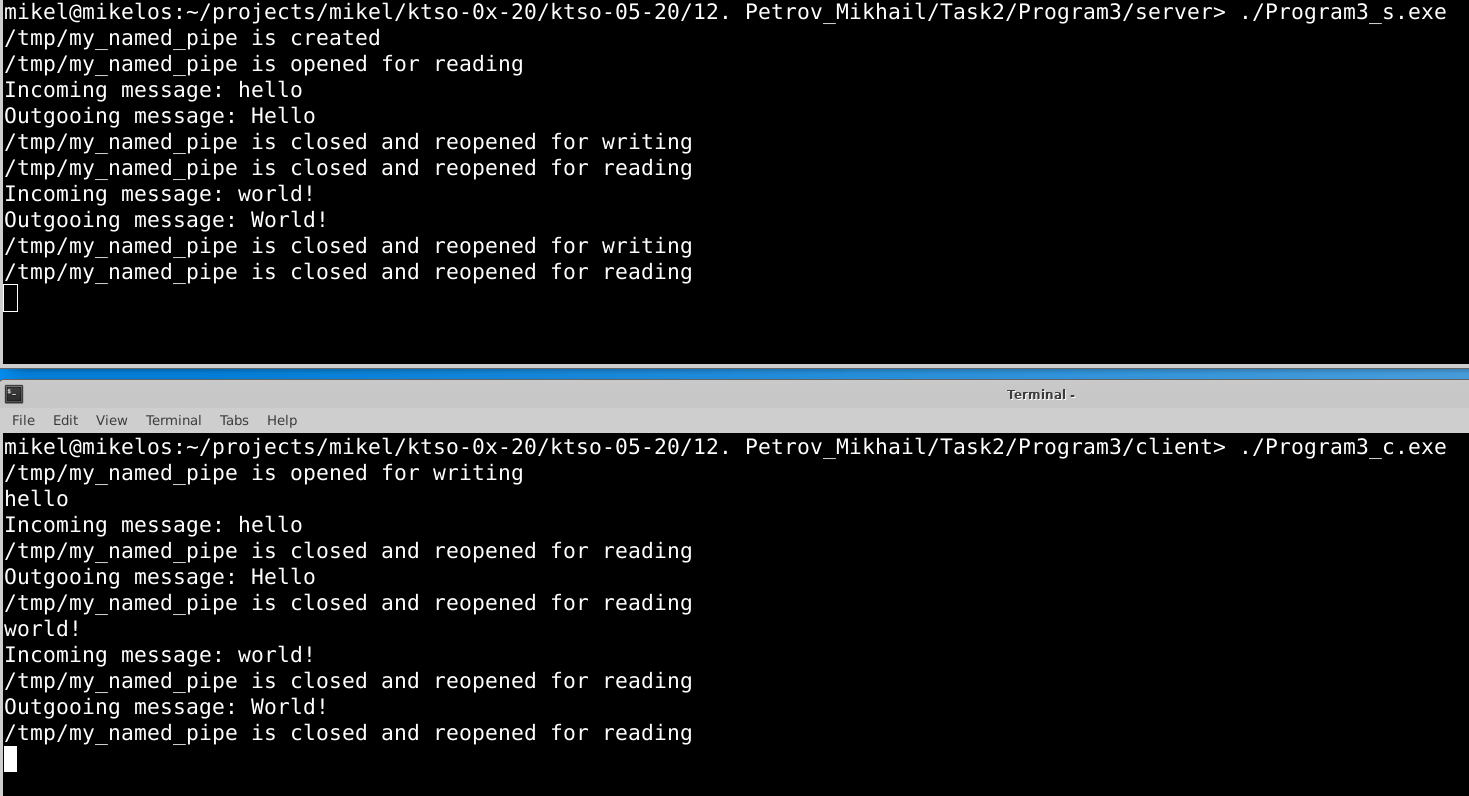 mikel@mikelos:~/projects/mikel/ktso-0x-20/ktso-05-20/12. Petrov_Mikhail/Task2/Program3/server> ./Program3_s.exe
/tmp/my_named_pipe is created
/tmp/my_named_pipe is opened for reading
Incoming message: hello
Outgooing message: Hello
/tmp/my_named_pipe is closed and reopened for writing
/tmp/my_named_pipe is closed and reopened for reading
Incoming message: world!
Outgooing message: World!
/tmp/my_named_pipe is closed and reopened for writing
/tmp/my_named_pipe is closed and reopened for reading
Terminal -
File Edit View Terminal Tabs Help
mikel@mikelos:~/projects/mikel/ktso-0x-20/ktso-05-20/12. Petrov_Mikhail/Task2/Program3/client> ./Program3_c.exe
/tmp/my_named_pipe is opened for writing
hello
Incoming message: hello
/tmp/my_named_pipe is closed and reopened for reading
Outgooing message: Hello
/tmp/my_named_pipe is closed and reopened for reading
world!
Incoming message: world!
/tmp/my_named_pipe is closed and reopened for reading
Outgooing message: World!
/tmp/my_named_pipe is closed and reopened for reading